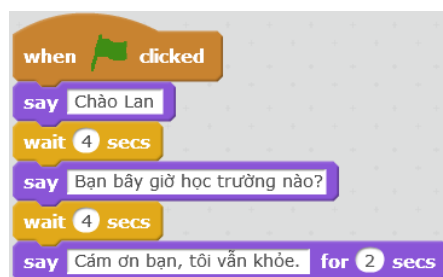 when clicked
say Chào Lan
wait 4 secs
say Bạn bây giờ học trường nào?
wait 4 secs
say Cám ơn bạn, tôi vẫn khỏe. for 2 secs